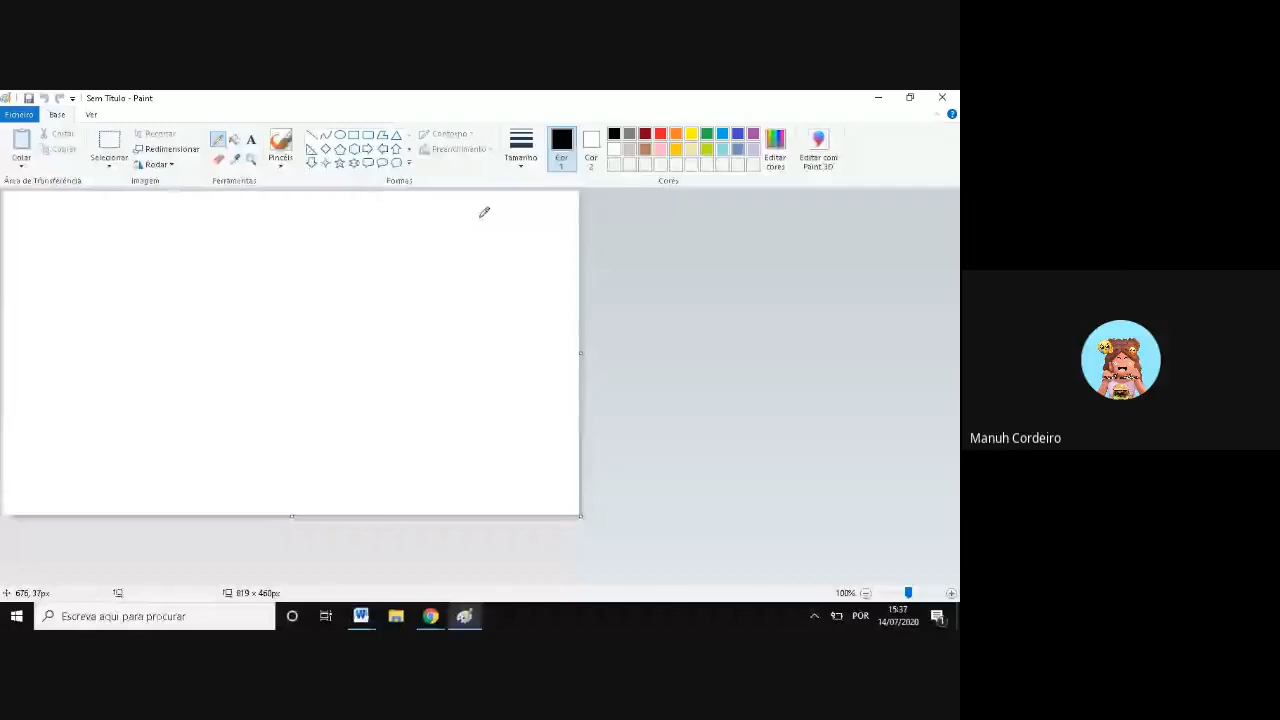 Sem Título - Paint
Ficheiro Base Ver
Colar
Cortar
Copiar
Área de Transferência
Selecionar
Recortar
Redimensionar
Rodar
Imagem
A
Ferramentas
Pincéis
Contorno
Preenchimento
Formas
Tamanho
Cor
1
Cor
2
Editar
cores
Cores
Editar com
Paint 3D
Manuh Cordeiro
676, 37px
819 × 460px
100%
Escreva aqui para procurar
POR
15:37
14/07/2020